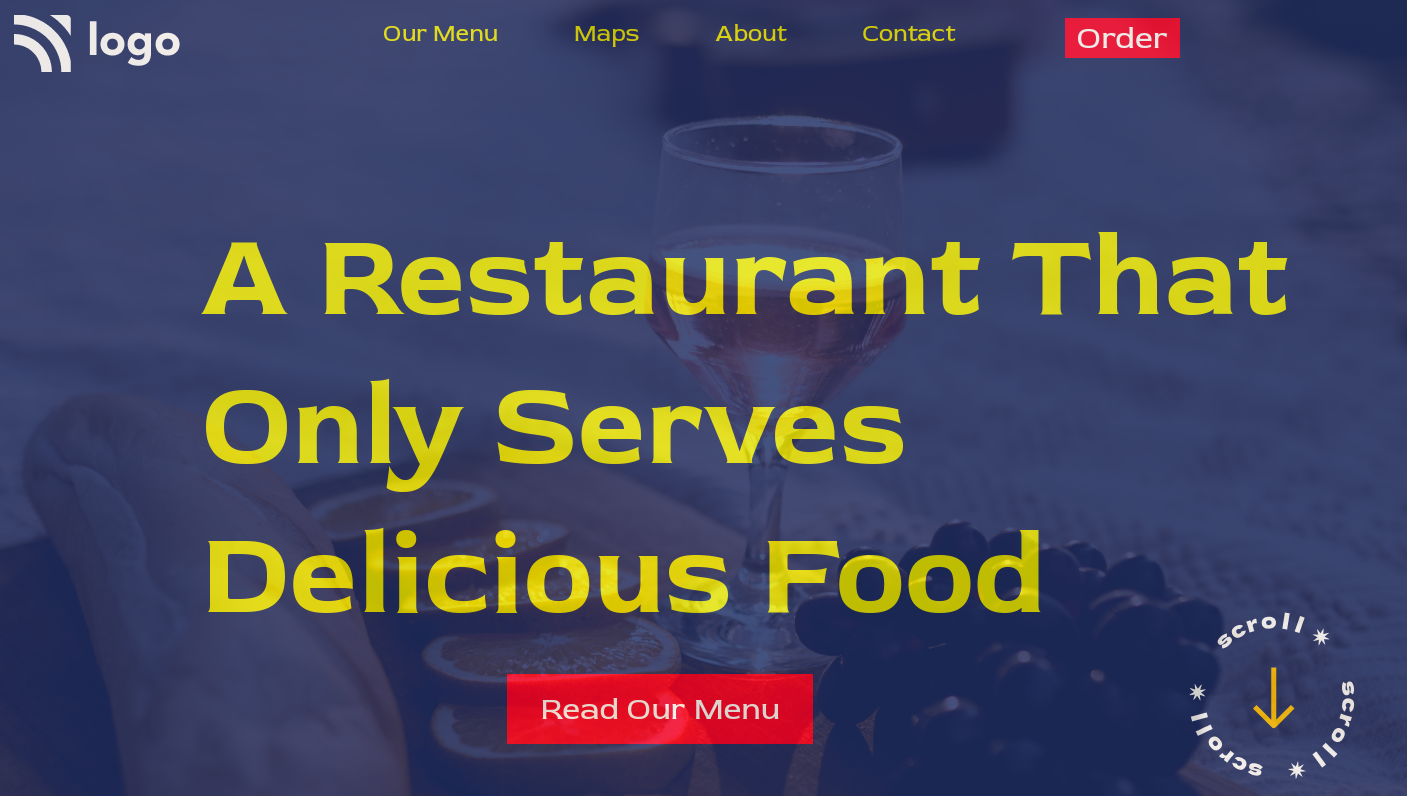 logo
Our Menu
Maps
About
Contact
Order
A Restaurant That
Only Serves
Delicious Food
Read Our Menu
scroll * scroll * scroll *